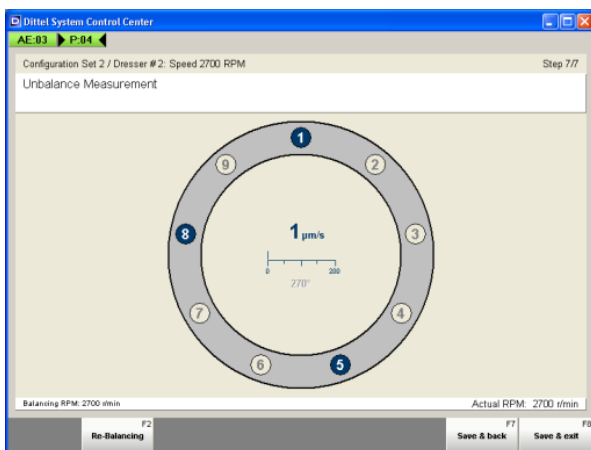 Dittel System Control Center
AE:03 P:04
Configuration Set 2 / Dresser # 2: Speed 2700 RPM Step 7/7
Unbalance Measurement
1
9 2
8 3
1 µm/s
0 200
270°
7 4
6 5
Balancing RPM: 2700 r/min Actual RPM: 2700 r/min
F2 F7 F8
Re-Balancing Save & back Save & exit